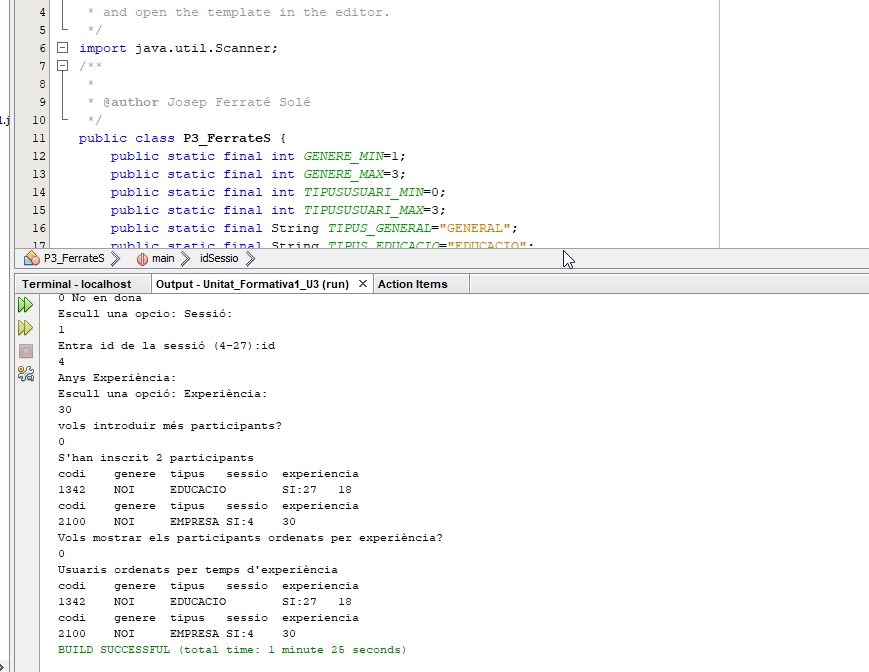 4 * and open the template in the editor.
5 */
6 import java.util.Scanner;
7 /**
8 *
9 * @author Josep Ferraté Solé
10 */
11 public class P3_FerrateS {
12 public static final int GENERE_MIN=1;
13 public static final int GENERE_MAX=3;
14 public static final int TIPUSUSUARI_MIN=0;
15 public static final int TIPUSUSUARI_MAX=3;
16 public static final String TIPUS_GENERAL="GENERAL";
17 public static final String TIPUS_EDUCACIO="EDUCACIO";
P3_FerrateS main idSessio
Terminal - localhost Output - Unitat_Formativa1_U3 (run) × Action Items
0 No en dona
Escull una opcio: Sessió:
1
Entra id de la sessió (4-27):id
4
Anys Experiència:
Escull una opció: Experiència:
30
vols introduir més participants?
0
S'han inscrit 2 participants
codi genere tipus sessio experiencia
1342 NOI EDUCACIO SI:27 18
codi genere tipus sessio experiencia
2100 NOI EMPRESA SI:4 30
Vols mostrar els participants ordenats per experiència?
0
Usuaris ordenats per temps d'experiència
codi genere tipus sessio experiencia
1342 NOI EDUCACIO SI:27 18
codi genere tipus sessio experiencia
2100 NOI EMPRESA SI:4 30
BUILD SUCCESSFUL (total time: 1 minute 25 seconds)